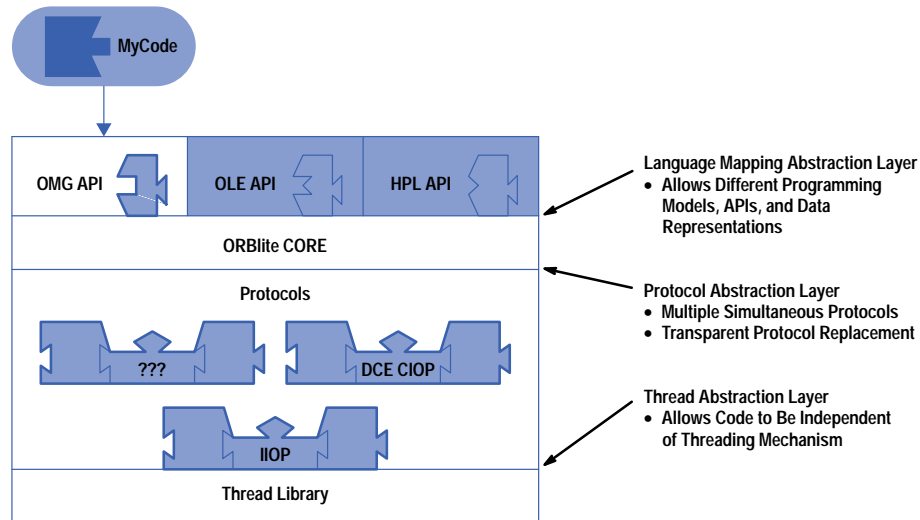 MyCode
OMG API
OLE API
HPL API
ORBlite CORE
Protocols
???
DCE CIOP
IIOP
Thread Library
Language Mapping Abstraction Layer
• Allows Different Programming
Models, APIs, and Data
Representations
Protocol Abstraction Layer
• Multiple Simultaneous Protocols
• Transparent Protocol Replacement
Thread Abstraction Layer
• Allows Code to Be Independent
of Threading Mechanism